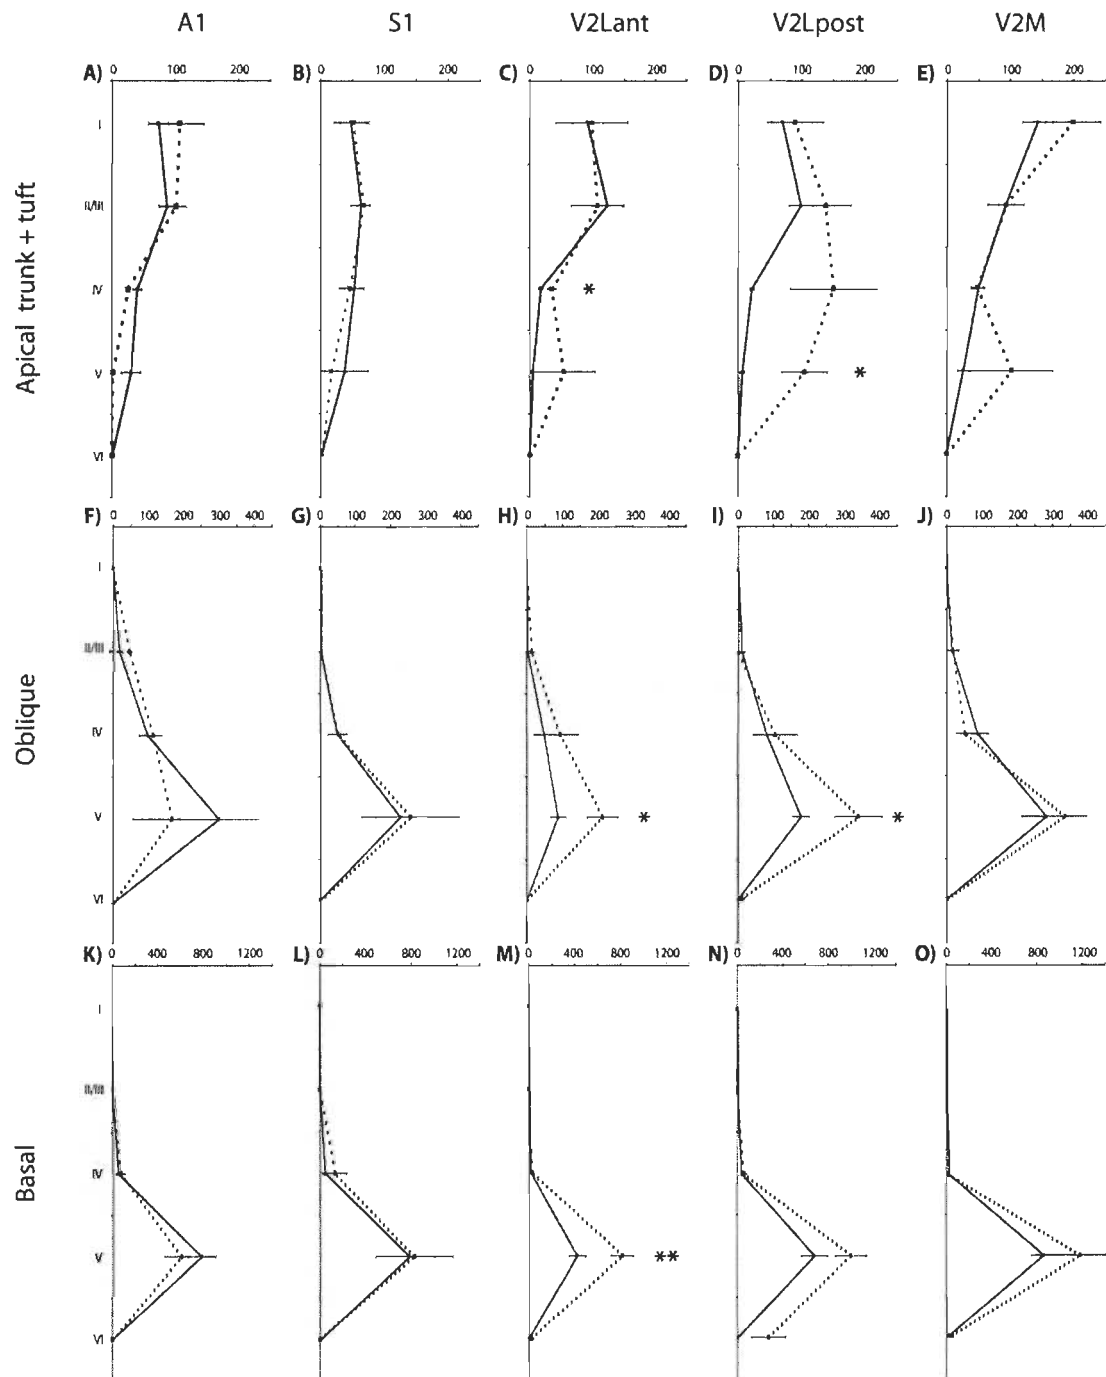 A1 S1 V2Lant V2Lpost V2M
Apical trunk + tuft
A) 0 100 200 B) 0 100 200 C) 0 100 200 D) 0 100 200 E) 0 100 200
I
II/III
IV *
V *
VI
Oblique
F) 0 100 200 300 400 G) 0 100 200 300 400 H) 0 100 200 300 400 I) 0 100 200 300 400 J) 0 100 200 300 400
I
II/III
IV
V * *
VI
Basal
K) 0 400 800 1200 L) 0 400 800 1200 M) 0 400 800 1200 N) 0 400 800 1200 O) 0 400 800 1200
I
II/III
IV
V **
VI